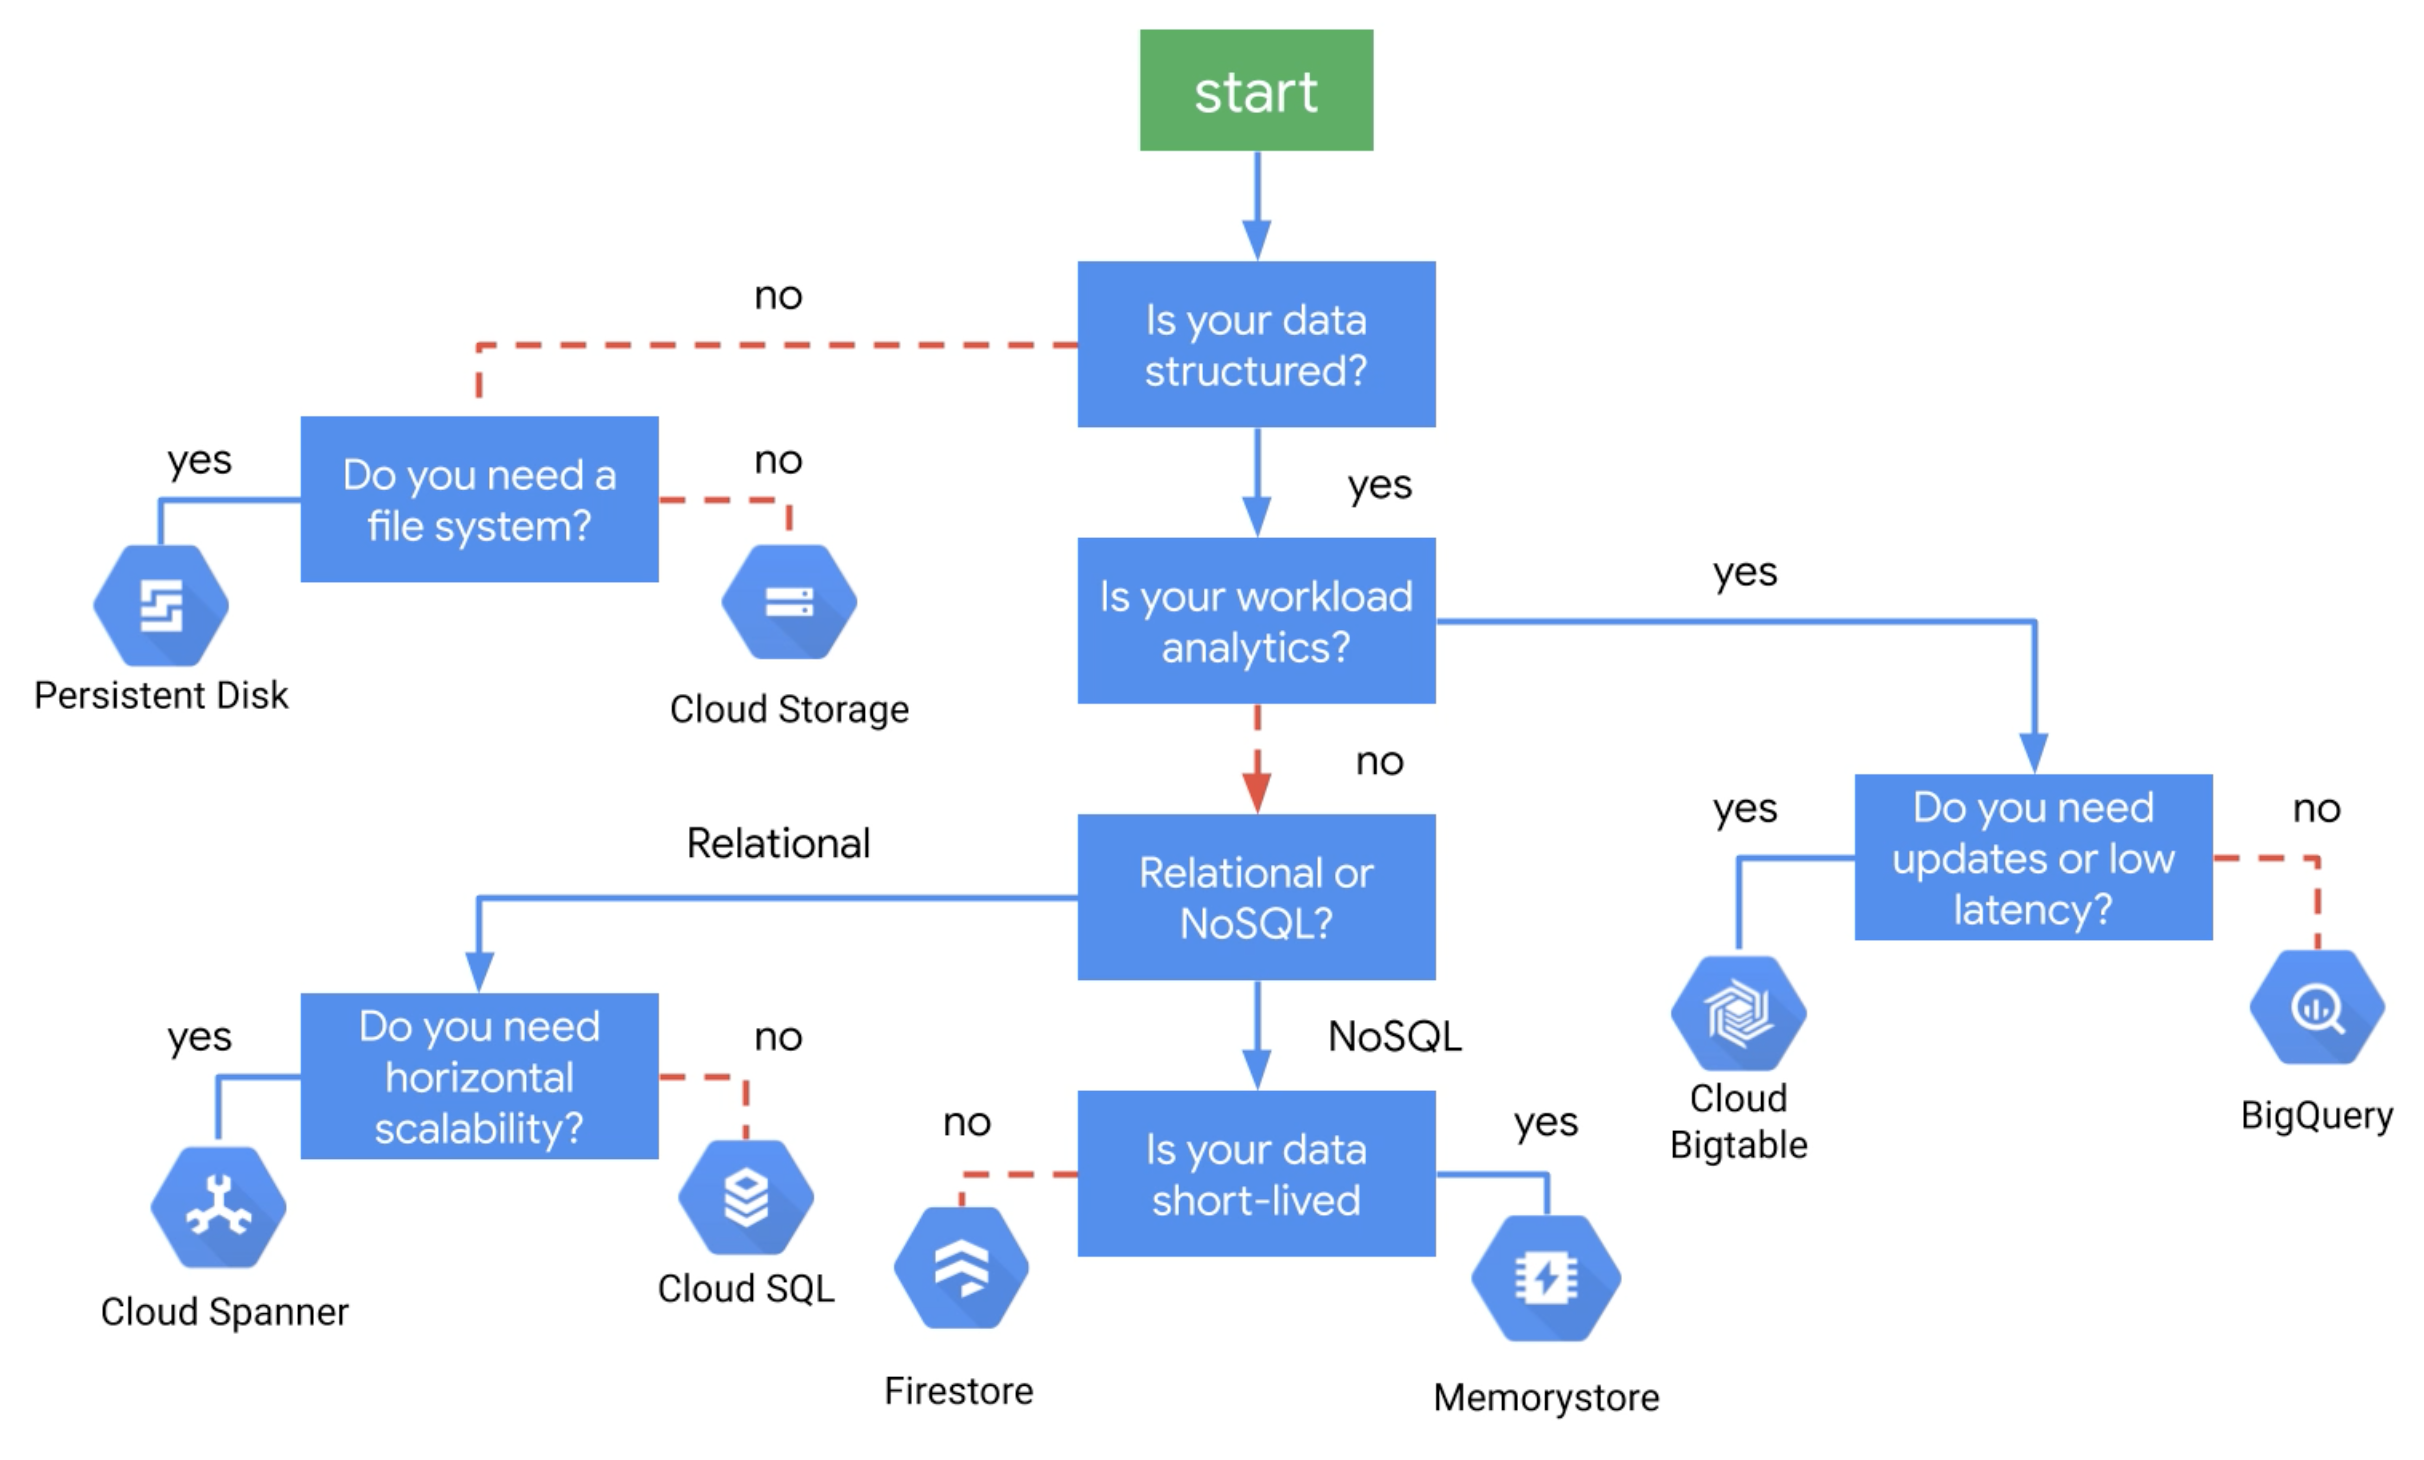 start
no
Is your data
structured?
yes
Do you need a
file system?
no
Persistent Disk
Cloud Storage
yes
Is your workload
analytics?
yes
no
Relational
Relational or
NoSQL?
yes
Do you need
updates or low
latency?
no
Cloud
Bigtable
BigQuery
NoSQL
yes
Do you need
horizontal
scalability?
no
Cloud Spanner
Cloud SQL
no
Is your data
short-lived
yes
Firestore
Memorystore